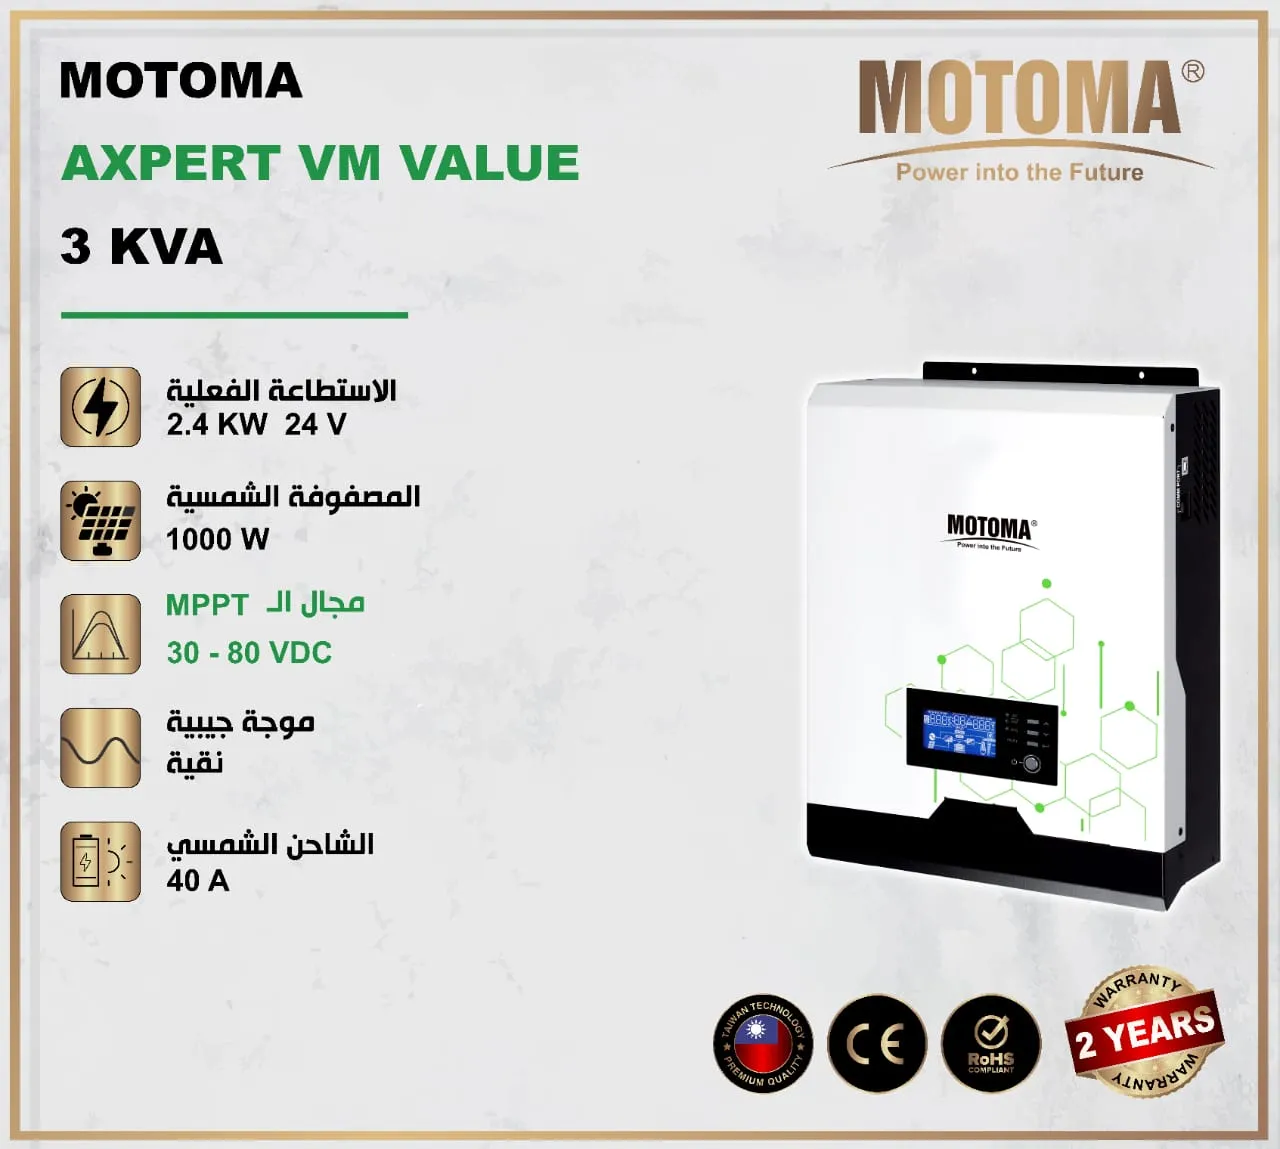 MOTOMA
AXPERT VM VALUE
3 KVA
MOTOMA®
Power into the Future
الاستطاعة الفعلية
2.4 KW 24 V
المصفوفة الشمسية
1000 W
مجال الـ MPPT
30 - 80 VDC
موجة جيبية
نقية
الشاحن الشمسي
40 A
MOTOMA®
Power into the Future
COMM PORT
TAIWAN TECHNOLOGY
PREMIUM QUALITY
CE
RoHS
COMPLIANT
WARRANTY
2 YEARS
WARRANTY